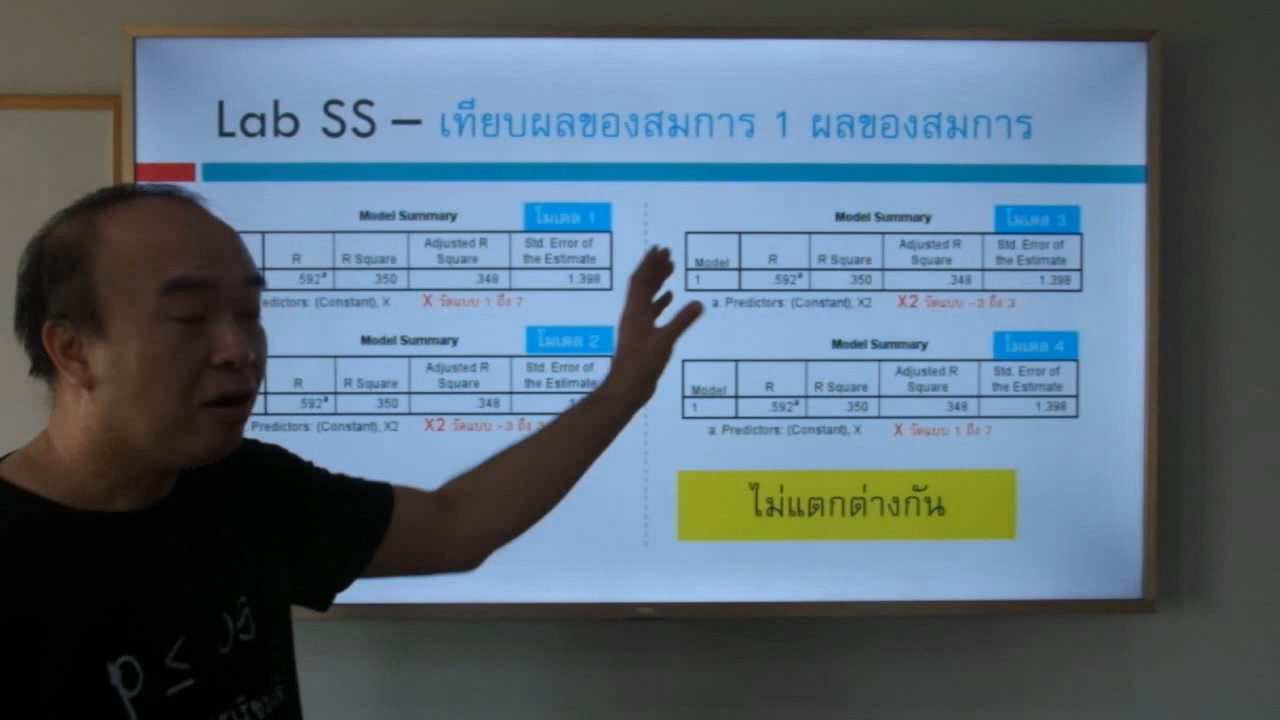 Lab SS – เทียบผลของสมการ 1 ผลของสมการ
Model Summary โมเดล 1
R R Square Adjusted R Square Std. Error of the Estimate
.592ª .350 .348 1.398
edictors: (Constant), X X วัดแบบ 1 ถึง 7
Model Summary โมเดล 2
R R Square Adjusted R Square Std. Error of the Estimate
.592ª .350 .348
Predictors: (Constant), X2 X2 วัดแบบ -3 ถึง
Model Summary โมเดล 3
Model R R Square Adjusted R Square Std. Error of the Estimate
1 .592ª .350 .348 1.398
a. Predictors: (Constant), X2 X2 วัดแบบ -3 ถึง 3
Model Summary โมเดล 4
Model R R Square Adjusted R Square Std. Error of the Estimate
1 .592ª .350 .348 1.398
a. Predictors: (Constant), X X วัดแบบ 1 ถึง 7
ไม่แตกต่างกัน
p ≤